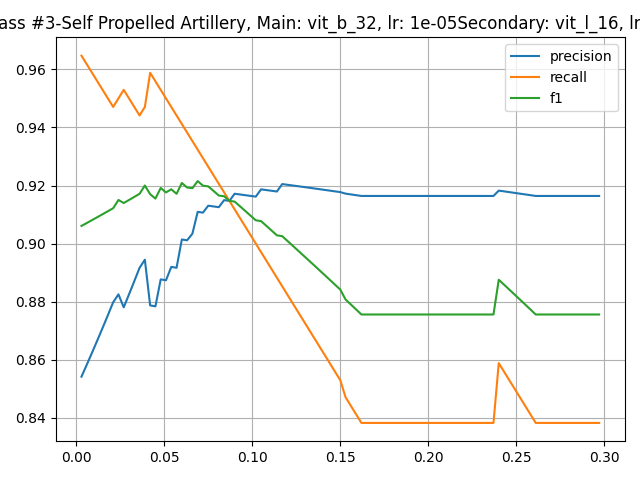 ass #3-Self Propelled Artillery, Main: vit_b_32, lr: 1e-05Secondary: vit_l_16, lr
precision
recall
f1
0.96
0.94
0.92
0.90
0.88
0.86
0.84
0.00 0.05 0.10 0.15 0.20 0.25 0.30